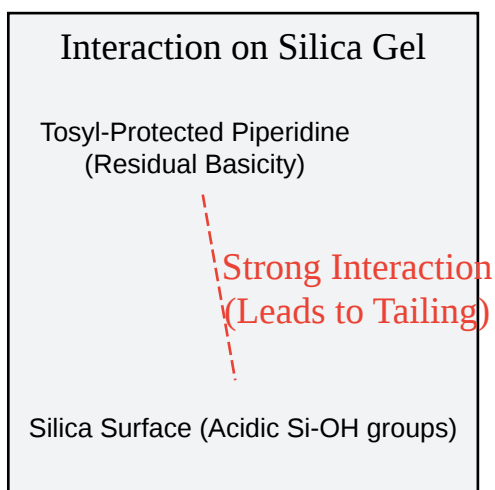 Interaction on Silica Gel
Tosyl-Protected Piperidine
(Residual Basicity)
Strong Interaction
(Leads to Tailing)
Silica Surface (Acidic Si-OH groups)